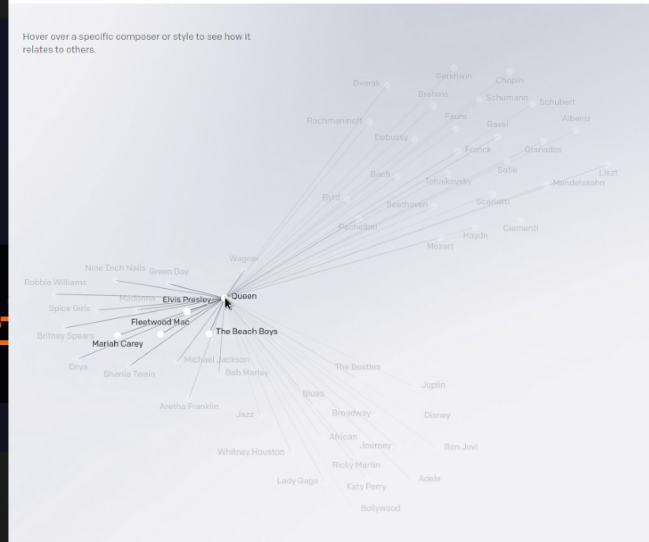 Hover over a specific composer or style to see how it
relates to others.
Gershwin
Chopin
Dvorak
Brahms
Schumann
Schubert
Rachmaninoff
Faure
Ravel
Albeniz
Debussy
Franck
Granados
Bach
Tchaikovsky
Satie
Liszt
Mendelssohn
Byrd
Beethoven
Scarlatti
Pachelbel
Haydn
Clementi
Mozart
Wagner
Nine Inch Nails
Green Day
Robbie Williams
Madonna
Elvis Presley
Queen
Spice Girls
Fleetwood Mac
Britney Spears
Mariah Carey
The Beach Boys
Enya
Shania Twain
Michael Jackson
Bob Marley
The Beatles
Joplin
Blues
Aretha Franklin
Jazz
Broadway
Disney
African
Journey
Bon Jovi
Whitney Houston
Ricky Martin
Lady Gaga
Katy Perry
Adele
Bollywood